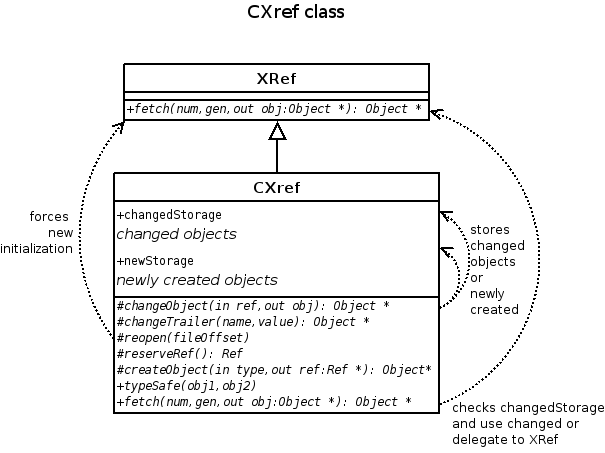 CXref class
XRef
+fetch(num,gen,out obj:Object *): Object *
CXref
+changedStorage
changed objects
+newStorage
newly created objects
#changeObject(in ref,out obj): Object *
#changeTrailer(name,value): Object *
#reopen(fileOffset)
#reserveRef(): Ref
#createObject(in type,out ref:Ref *): Object*
+typeSafe(obj1,obj2)
+fetch(num,gen,out obj:Object *): Object *
forces
new
initialization
stores
changed
objects
or
newly
created
checks changedStorage
and use changed or
delegate to XRef